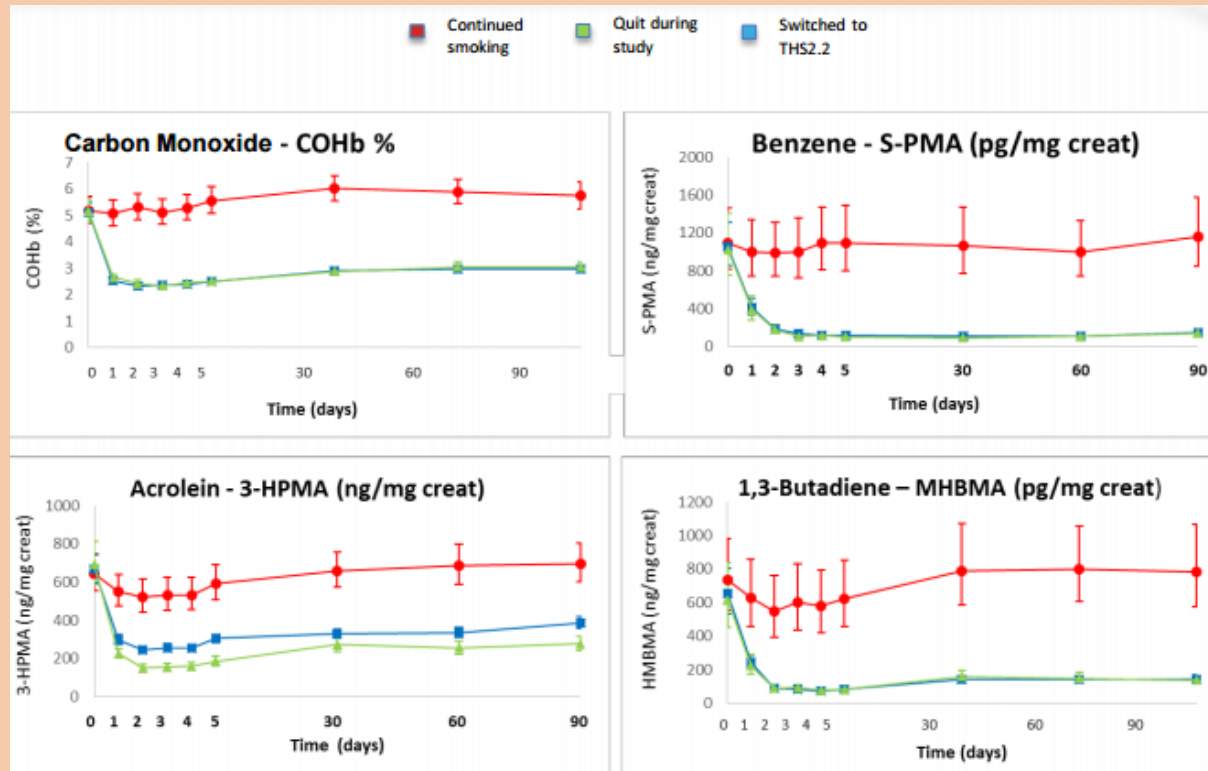 Continued
smoking
Quit during
study
Switched to
THS2.2
Carbon Monoxide - COHb %
7
6
5
4
3
2
1
0
COHb (%)
0 1 2 3 4 5 30 60 90
Time (days)
Benzene - S-PMA (pg/mg creat)
2000
1600
1200
800
400
0
S-PMA (ng/mg creat)
0 1 2 3 4 5 30 60 90
Time (days)
Acrolein - 3-HPMA (ng/mg creat)
1000
800
600
400
200
0
3-HPMA (ng/mg creat)
0 1 2 3 4 5 30 60 90
Time (days)
1,3-Butadiene – MHBMA (pg/mg creat)
1200
1000
800
600
400
200
0
HMBMA (ng/mg creat)
0 1 2 3 4 5 30 60 90
Time (days)